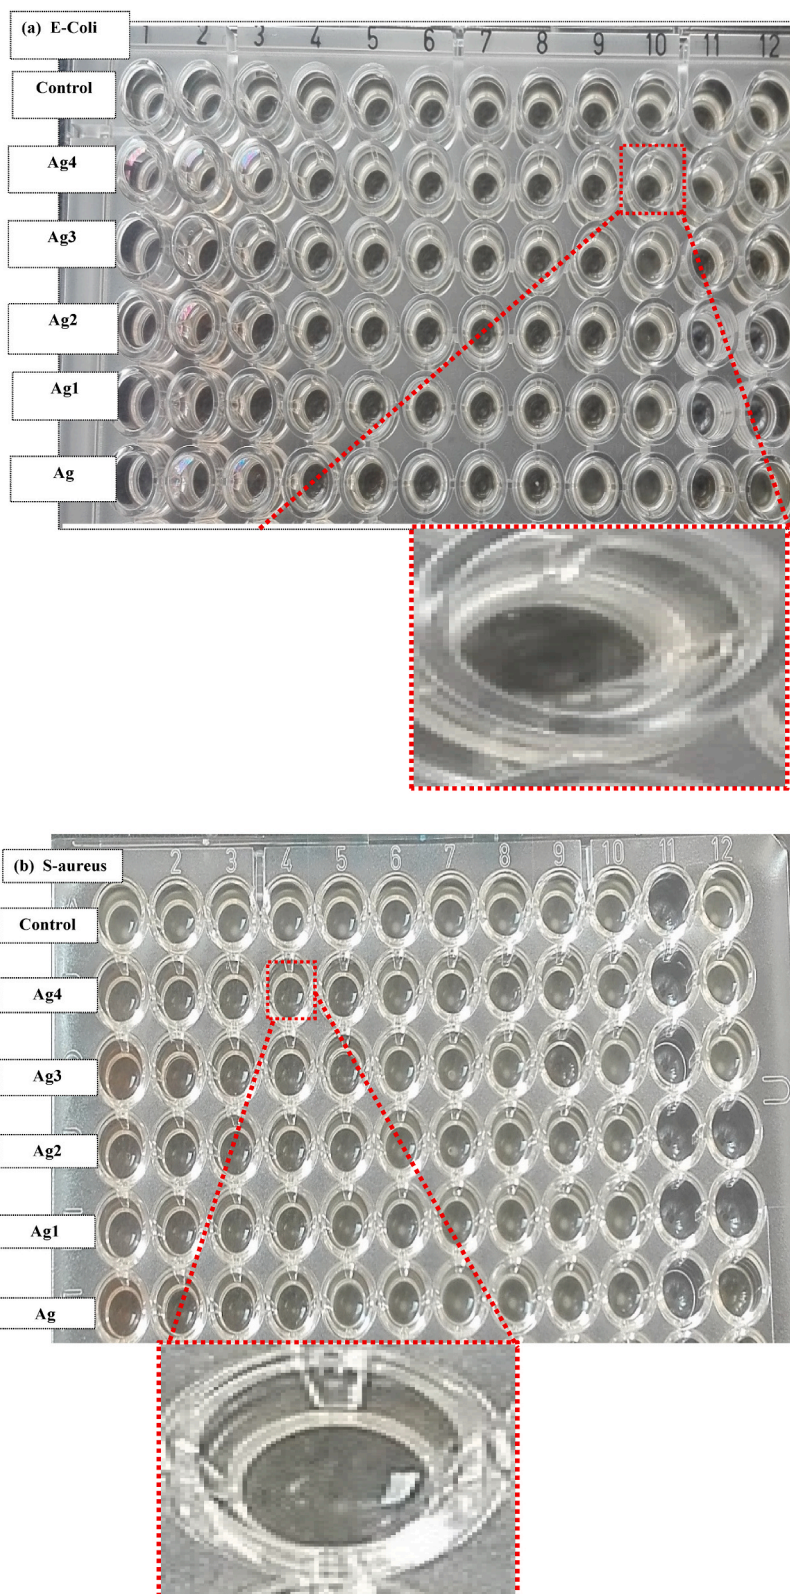 (a) E-Coli
1 2 3 4 5 6 7 8 9 10 11 12
Control
Ag4
Ag3
Ag2
Ag1
Ag
(b) S-aureus
2 3 4 5 6 7 8 9 10 11 12
Control
Ag4
Ag3
Ag2
Ag1
Ag